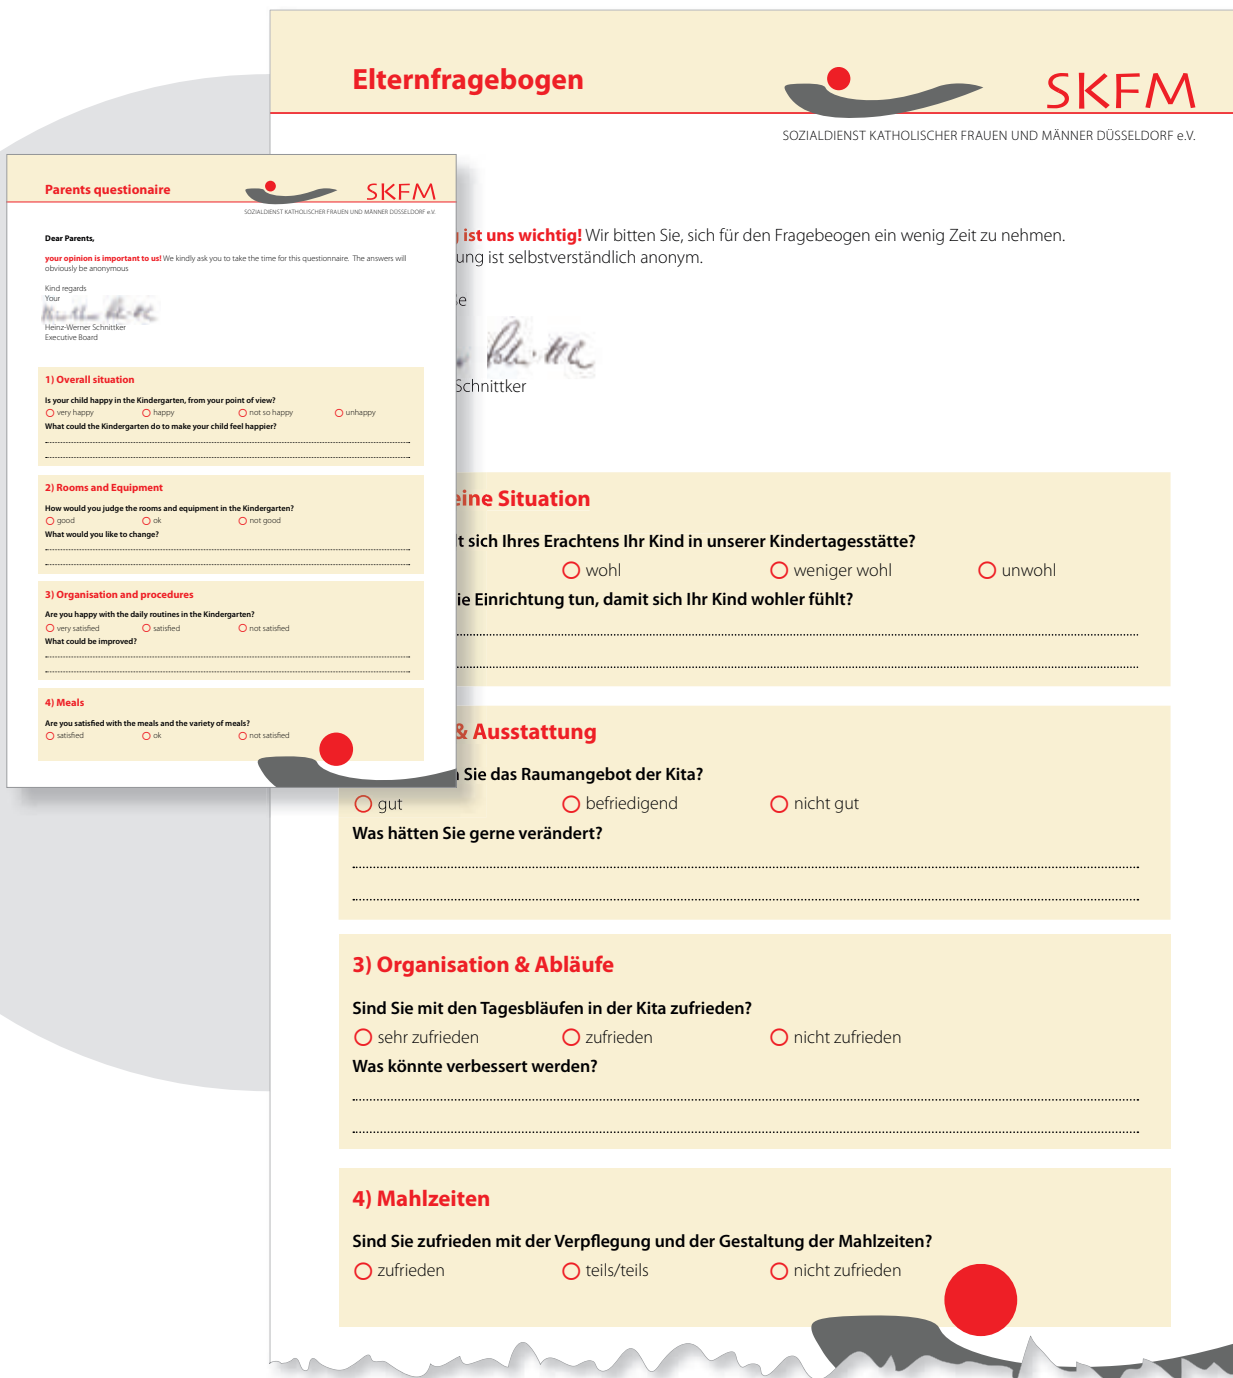 Elternfragebogen
SKFM
SOZIALDIENST KATHOLISCHER FRAUEN UND MÄNNER DÜSSELDORF e.V.
ist uns wichtig! Wir bitten Sie, sich für den Fragebeogen ein wenig Zeit zu nehmen.
ung ist selbstverständlich anonym.
Schnittker
eine Situation
t sich Ihres Erachtens Ihr Kind in unserer Kindertagesstätte?
wohl weniger wohl unwohl
ie Einrichtung tun, damit sich Ihr Kind wohler fühlt?
& Ausstattung
Sie das Raumangebot der Kita?
gut befriedigend nicht gut
Was hätten Sie gerne verändert?
3) Organisation & Abläufe
Sind Sie mit den Tagesbläufen in der Kita zufrieden?
sehr zufrieden zufrieden nicht zufrieden
Was könnte verbessert werden?
4) Mahlzeiten
Sind Sie zufrieden mit der Verpflegung und der Gestaltung der Mahlzeiten?
zufrieden teils/teils nicht zufrieden
Parents questionaire
SKFM
SOZIALDIENST KATHOLISCHER FRAUEN UND MÄNNER DÜSSELDORF e.V.
Dear Parents,
your opinion is important to us! We kindly ask you to take the time for this questionnaire. The answers will
obviously be anonymous
Kind regards
Your
Heinz-Werner Schnittker
Executive Board
1) Overall situation
Is your child happy in the Kindergarten, from your point of view?
very happy happy not so happy unhappy
What could the Kindergarten do to make your child feel happier?
2) Rooms and Equipment
How would you judge the rooms and equipment in the Kindergarten?
good ok not good
What would you like to change?
3) Organisation and procedures
Are you happy with the daily routines in the Kindergarten?
very satisfied satisfied not satisfied
What could be improved?
4) Meals
Are you satisfied with the meals and the variety of meals?
satisfied ok not satisfied